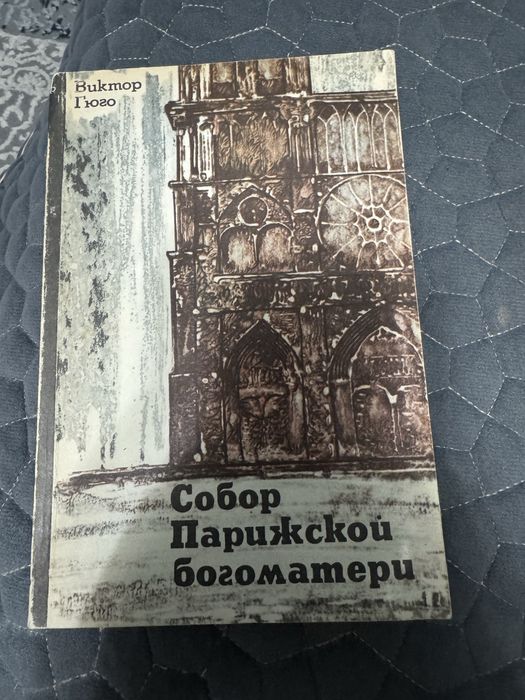 Виктор
Гюго
Собор
Парижской
богоматери